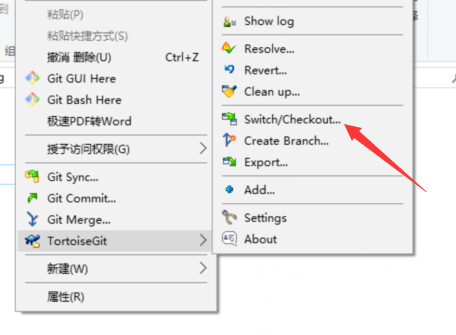 到
组
g
粘贴(P)
粘贴快捷方式(S)
撤消 删除(U) Ctrl+Z
Git GUI Here
Git Bash Here
极速PDF转Word
授予访问权限(G)
Git Sync...
Git Commit...
Git Merge...
TortoiseGit
新建(W)
属性(R)
Show log
Resolve...
Revert...
Clean up...
Switch/Checkout...
Create Branch...
Export...
Add...
Settings
About